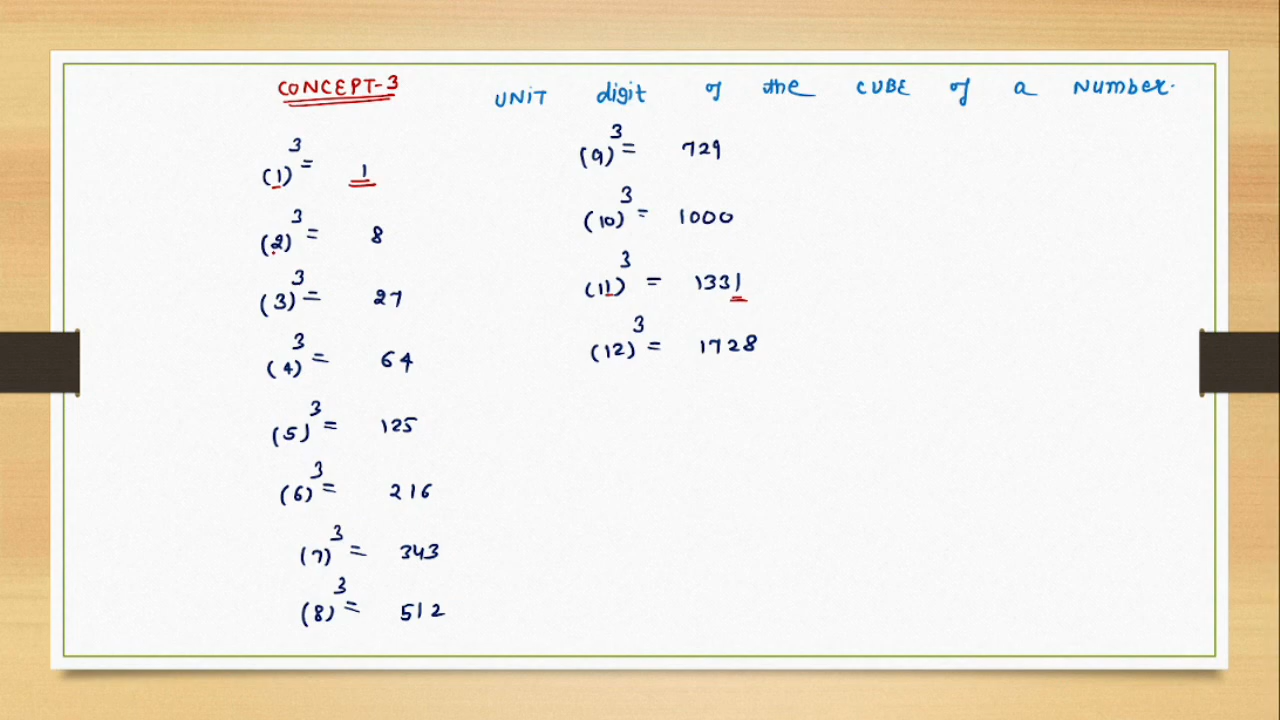 CONCEPT-3 UNIT digit of the CUBE of a Number.
(1)³ = 1
(2)³ = 8
(3)³ = 27
(4)³ = 64
(5)³ = 125
(6)³ = 216
(7)³ = 343
(8)³ = 512
(9)³ = 729
(10)³ = 1000
(11)³ = 1331
(12)³ = 1728